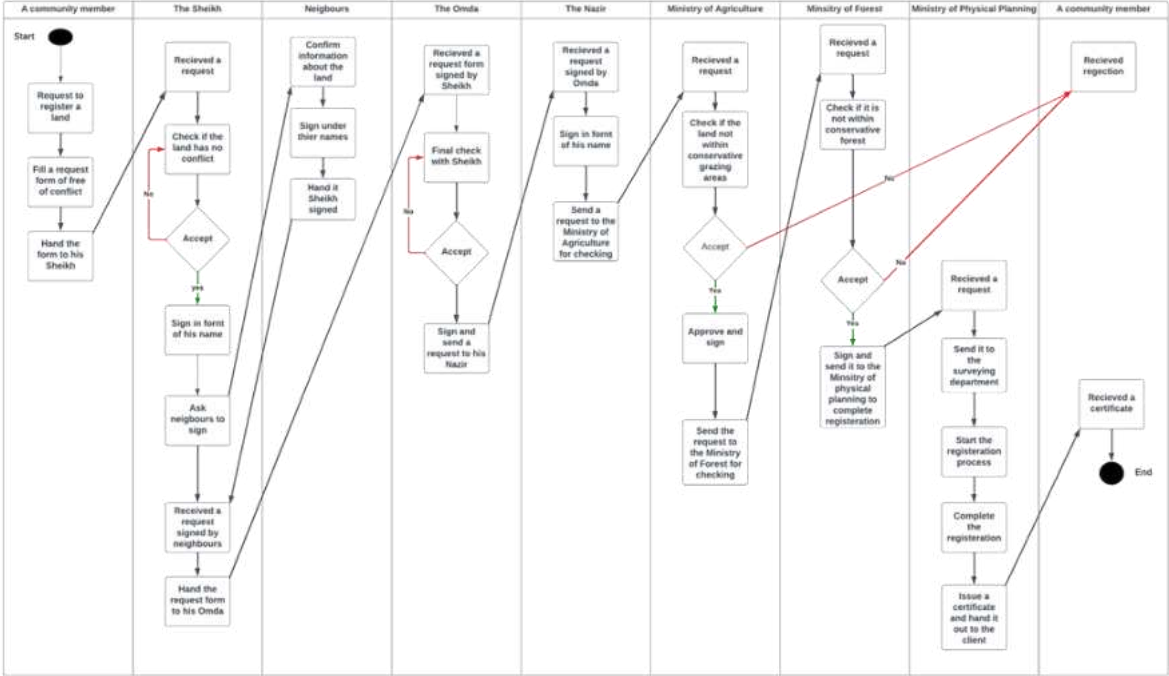 A community member
The Sheikh
Neigbours
The Omda
The Nazir
Ministry of Agriculture
Minsitry of Forest
Ministry of Physical Planning
A community member
Start
Request to
register a
land
Fill a request
form of free
of conflict
Hand the
form to his
Sheikh
Recieved a
request
Check if the
land has no
conflict
No
Accept
yes
Sign in fornt
of his name
Ask
neigbours to
sign
Received a
request
signed by
neighbours
Hand the
request form
to his Omda
Confirm
information
about the
land
Sign under
thier names
Hand it
Sheikh
signed
Recieved a
request form
signed by
Sheikh
Final check
with Sheikh
No
Accept
Sign and
send a
request to his
Nazir
Recieved a
request
signed by
Omda
Sign in fornt
of his name
Send a
request to the
Ministry of
Agriculture
for checking
Recieved a
request
Check if the
land not
within
conservative
grazing
areas
Accept
No
Yes
Approve and
sign
Send the
request to
the Ministry
of Forest for
checking
Recieved a
request
Check if it is
not within
conservative
forest
Accept
No
Yes
Sign and
send it to the
Minsitry of
physical
planning to
complete
registeration
Recieved a
request
Send it to
the
surveying
department
Start the
registeration
process
Complete
the
registeration
Issue a
certificate
and hand it
out to the
client
Recieved
regection
Recieved a
certificate
End